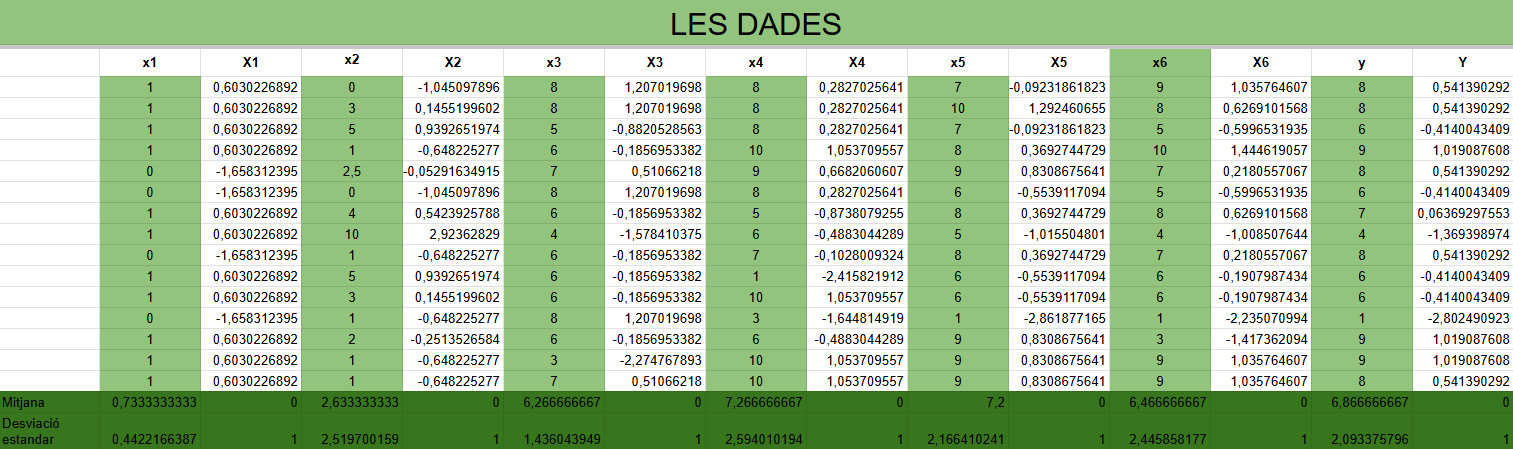 LES DADES
x1 X1 x2 X2 x3 X3 x4 X4 x5 X5 x6 X6 y Y
1 0,6030226892 0 -1,045097896 8 1,207019698 8 0,2827025641 7 -0,09231861823 9 1,035764607 8 0,541390292
1 0,6030226892 3 0,1455199602 8 1,207019698 8 0,2827025641 10 1,292460655 8 0,6269101568 8 0,541390292
1 0,6030226892 5 0,9392651974 5 -0,8820528563 8 0,2827025641 7 -0,09231861823 5 -0,5996531935 6 -0,4140043409
1 0,6030226892 1 -0,648225277 6 -0,1856953382 10 1,053709557 8 0,3692744729 10 1,444619057 9 1,019087608
0 -1,658312395 2,5 -0,05291634915 7 0,51066218 9 0,6682060607 9 0,8308675641 7 0,2180557067 8 0,541390292
0 -1,658312395 0 -1,045097896 8 1,207019698 8 0,2827025641 6 -0,5539117094 5 -0,5996531935 6 -0,4140043409
1 0,6030226892 4 0,5423925788 6 -0,1856953382 5 -0,8738079255 8 0,3692744729 8 0,6269101568 7 0,06369297553
1 0,6030226892 10 2,92362829 4 -1,578410375 6 -0,4883044289 5 -1,015504801 4 -1,008507644 4 -1,369398974
0 -1,658312395 1 -0,648225277 6 -0,1856953382 7 -0,1028009324 8 0,3692744729 7 0,2180557067 8 0,541390292
1 0,6030226892 5 0,9392651974 6 -0,1856953382 1 -2,415821912 6 -0,5539117094 6 -0,1907987434 6 -0,4140043409
1 0,6030226892 3 0,1455199602 6 -0,1856953382 10 1,053709557 6 -0,5539117094 6 -0,1907987434 6 -0,4140043409
0 -1,658312395 1 -0,648225277 8 1,207019698 3 -1,644814919 1 -2,861877165 1 -2,235070994 1 -2,802490923
1 0,6030226892 2 -0,2513526584 6 -0,1856953382 6 -0,4883044289 9 0,8308675641 3 -1,417362094 9 1,019087608
1 0,6030226892 1 -0,648225277 3 -2,274767893 10 1,053709557 9 0,8308675641 9 1,035764607 9 1,019087608
1 0,6030226892 1 -0,648225277 7 0,51066218 10 1,053709557 9 0,8308675641 9 1,035764607 8 0,541390292
Mitjana 0,7333333333 0 2,633333333 0 6,266666667 0 7,266666667 0 7,2 0 6,466666667 0 6,866666667 0
Desviació
estandar 0,4422166387 1 2,519700159 1 1,436043949 1 2,594010194 1 2,166410241 1 2,445858177 1 2,093375796 1